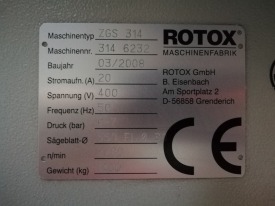 ROTOX
MASCHINENFABRIK
Maschinentyp ZGS 314
Maschinennr. 314 6232
Baujahr 03/2008
Stromaufn. (A) 20
Spannung (V) 400
Frequenz (Hz) 50
Druck (bar)
Sägeblatt-Ø
n/min
Gewicht (kg)
ROTOX GmbH
B. Eisenbach
Am Sportplatz 2
D-56858 Grenderich
CE